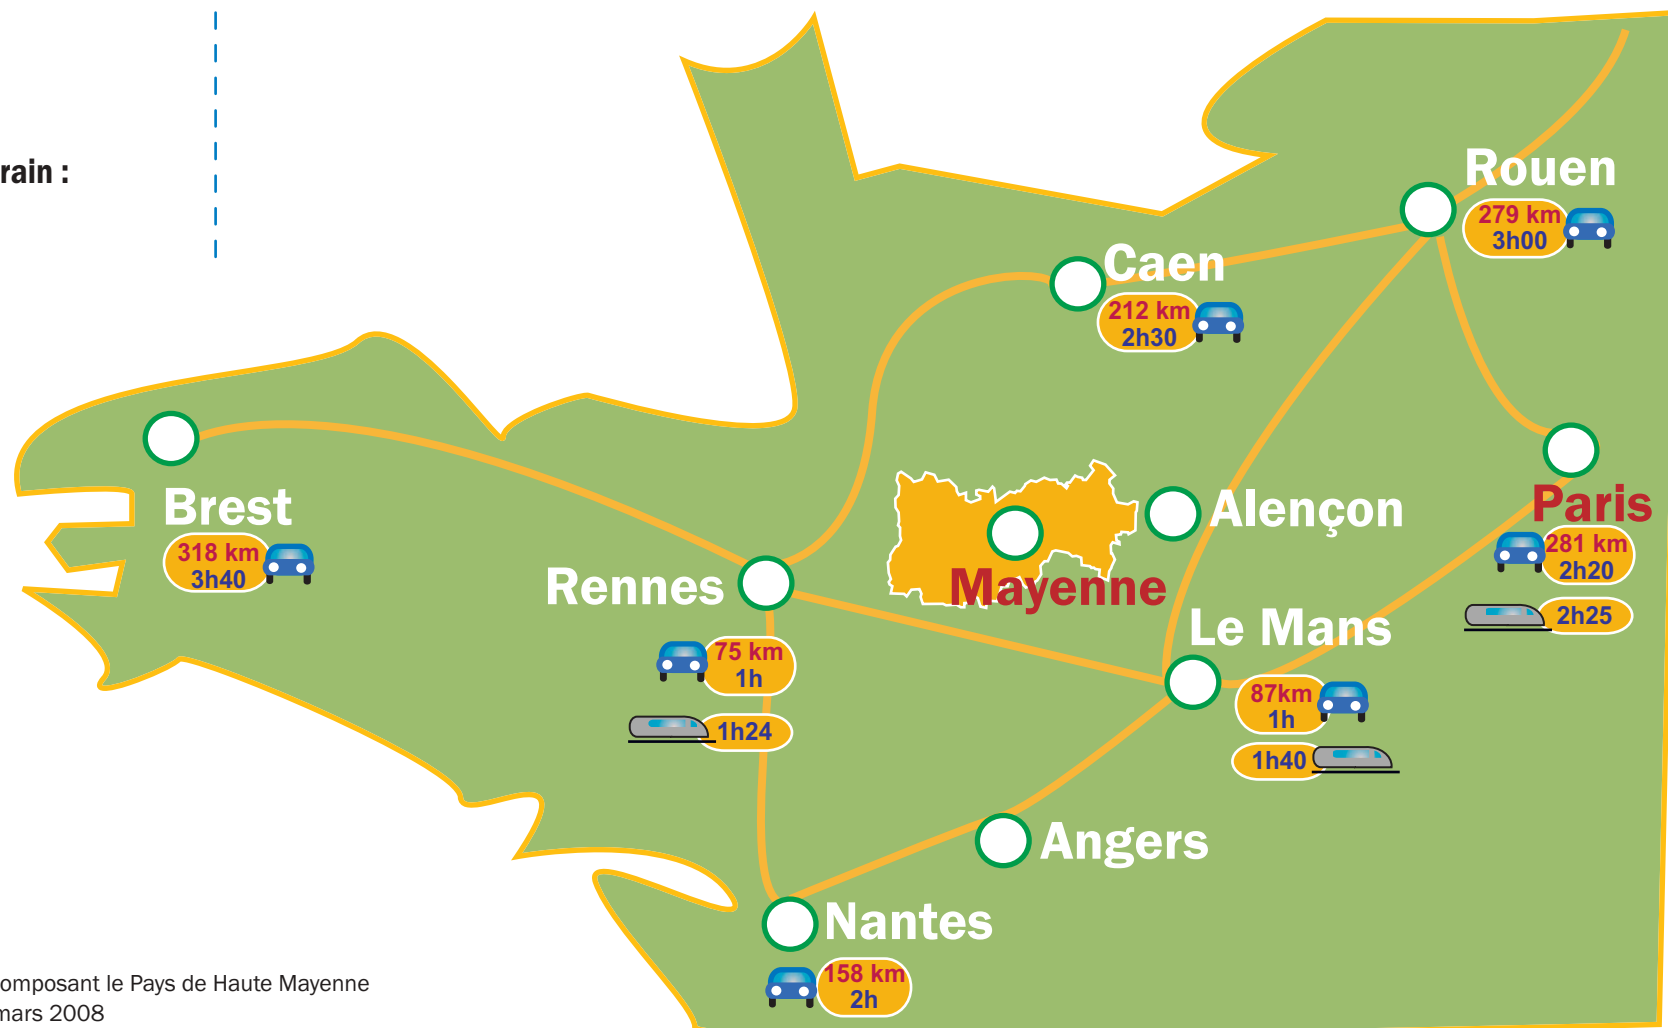 rain :
Rouen
279 km
3h00
Caen
212 km
2h30
Brest
318 km
3h40
Alençon
Paris
281 km
2h20
2h25
Rennes
75 km
1h
1h24
Mayenne
Le Mans
87km
1h
1h40
Angers
Nantes
158 km
2h
omposant le Pays de Haute Mayenne
mars 2008